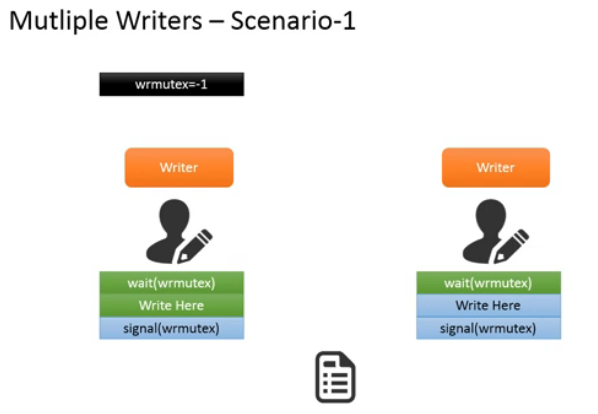 Mutliple Writers – Scenario-1
wrmutex=-1
Writer
Writer
wait(wrmutex)
Write Here
signal(wrmutex)
wait(wrmutex)
Write Here
signal(wrmutex)